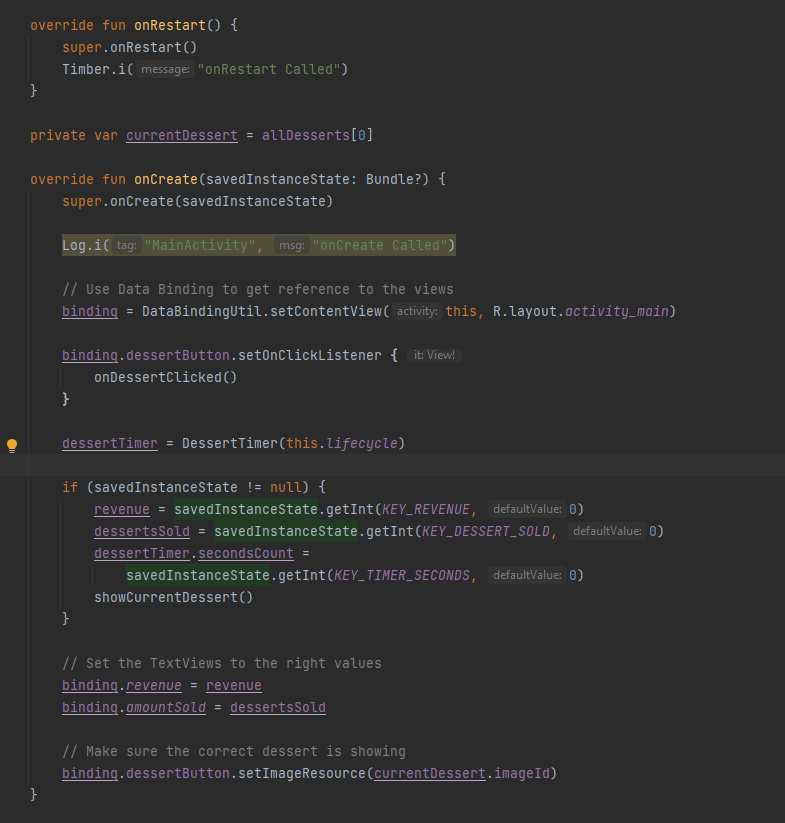 override fun onRestart() {
super.onRestart()
Timber.i( message: "onRestart Called")
}
private var currentDessert = allDesserts[0]
override fun onCreate(savedInstanceState: Bundle?) {
super.onCreate(savedInstanceState)
Log.i( tag: "MainActivity", msg: "onCreate Called")
// Use Data Binding to get reference to the views
binding = DataBindingUtil.setContentView( activity: this, R.layout.activity_main)
binding.dessertButton.setOnClickListener { it: View!
onDessertClicked()
}
dessertTimer = DessertTimer(this.lifecycle)
if (savedInstanceState != null) {
revenue = savedInstanceState.getInt(KEY_REVENUE, defaultValue: 0)
dessertsSold = savedInstanceState.getInt(KEY_DESSERT_SOLD, defaultValue: 0)
dessertTimer.secondsCount =
savedInstanceState.getInt(KEY_TIMER_SECONDS, defaultValue: 0)
showCurrentDessert()
}
// Set the TextViews to the right values
binding.revenue = revenue
binding.amountSold = dessertsSold
// Make sure the correct dessert is showing
binding.dessertButton.setImageResource(currentDessert.imageId)
}